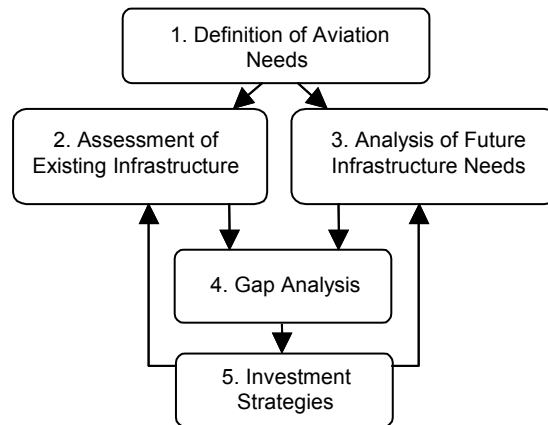 1. Definition of Aviation
Needs
2. Assessment of
Existing Infrastructure
3. Analysis of Future
Infrastructure Needs
4. Gap Analysis
5. Investment
Strategies